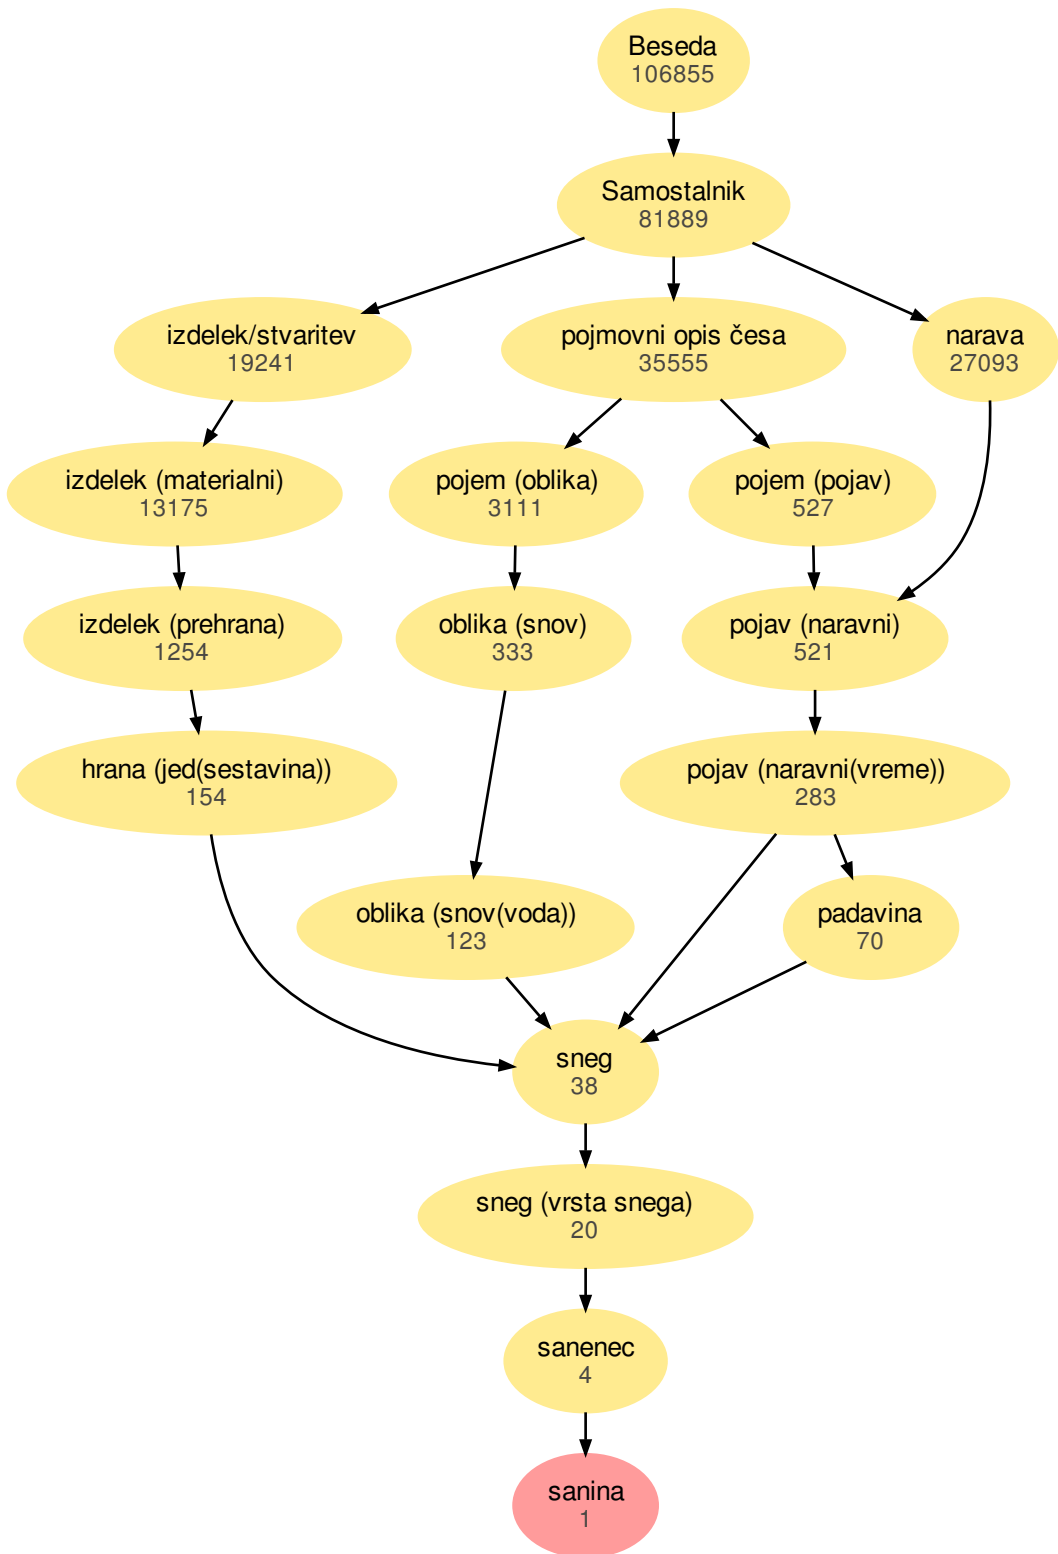 Beseda
106855
Samostalnik
81889
izdelek/stvaritev
19241
pojmovni opis česa
35555
narava
27093
izdelek (materialni)
13175
pojem (oblika)
3111
pojem (pojav)
527
izdelek (prehrana)
1254
oblika (snov)
333
pojav (naravni)
521
hrana (jed(sestavina))
154
pojav (naravni(vreme))
283
oblika (snov(voda))
123
padavina
70
sneg
38
sneg (vrsta snega)
20
sanenec
4
sanina
1